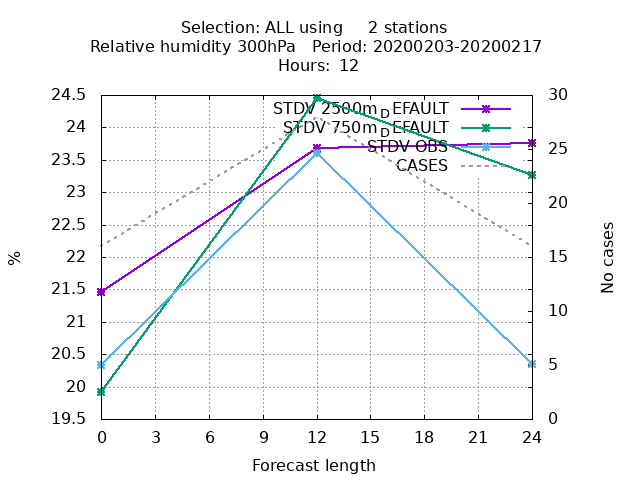 Selection: ALL using 2 stations
Relative humidity 300hPa Period: 20200203-20200217
Hours: 12
STDV 2500m_DEFAULT
STDV 750m_DEFAULT
STDV OBS
CASES
24.5
24
23.5
23
22.5
22
21.5
21
20.5
20
19.5
%
30
25
20
15
10
5
0
No cases
0 3 6 9 12 15 18 21 24
Forecast length